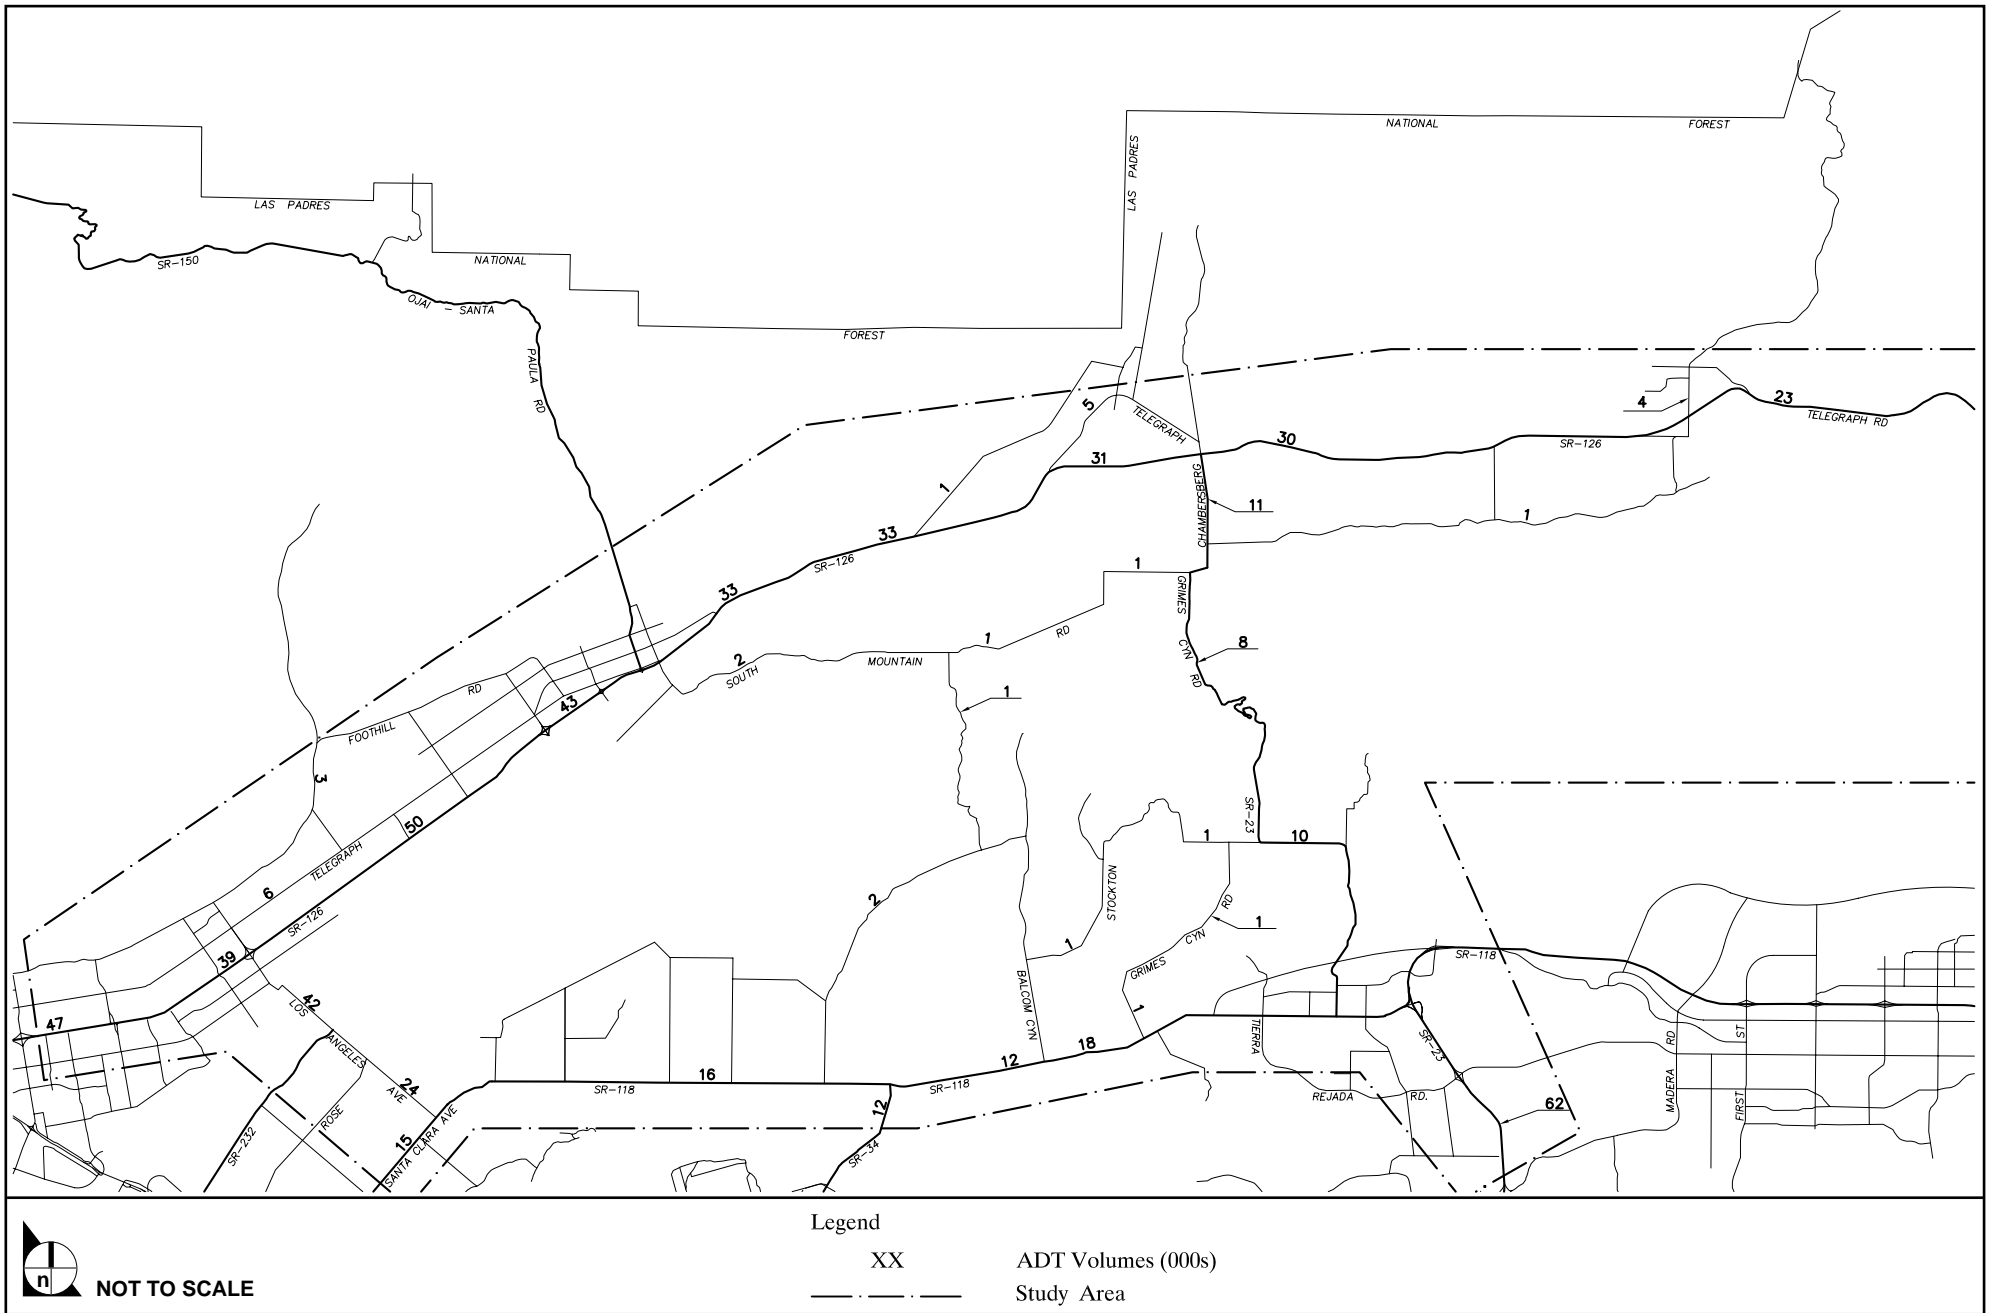 NATIONAL
FOREST
LAS PADRES
LAS PADRES
SR-150
NATIONAL
OJAI - SANTA
FOREST
PAULA RD
4
23
TELEGRAPH RD
5
TELEGRAPH
30
SR-126
31
1
CHAMBERSBERG
11
1
33
SR-126
1
33
GRIMES
CYN
RD
1
RD
8
2
SOUTH
MOUNTAIN
RD
FOOTHILL
43
1
3
SR-23
50
1
10
TELEGRAPH
6
2
STOCKTON
RD
SR-126
1
CYN
1
39
GRIMES
SR-118
BALCOM CYN
42
LOS
1
47
TIERRA
RD
ST
ANGELES
12
18
SR-23
24
AVE
16
SR-118
SR-118
REJADA RD.
MADERA
FIRST
62
ROSE
12
15
SANTA CLARA AVE
SR-232
SR-34
Legend
XX ADT Volumes (000s)
Study Area
n
NOT TO SCALE